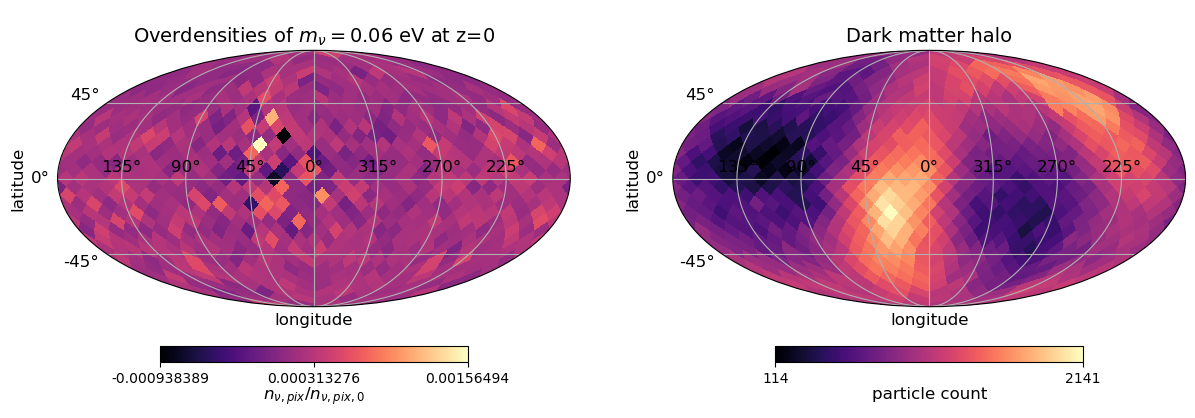 Overdensities of $m_\nu = 0.06$ eV at z=0
45°
135° 90° 45° 0° 315° 270° 225°
0°
-45°
latitude
longitude
-0.000938389 0.000313276 0.00156494
$n_{\nu,pix}/n_{\nu,pix,0}$
Dark matter halo
45°
135° 90° 45° 0° 315° 270° 225°
0°
-45°
latitude
longitude
114 2141
particle count